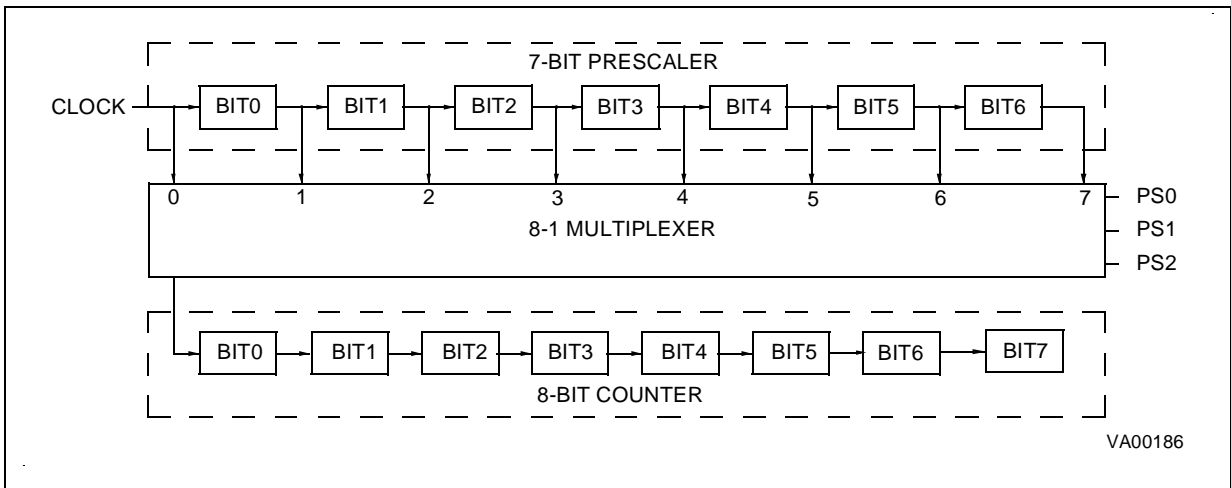 7-BIT PRESCALER
CLOCK BIT0 BIT1 BIT2 BIT3 BIT4 BIT5 BIT6
0 1 2 3 4 5 6 7 PS0
8-1 MULTIPLEXER PS1
PS2
BIT0 BIT1 BIT2 BIT3 BIT4 BIT5 BIT6 BIT7
8-BIT COUNTER
VA00186